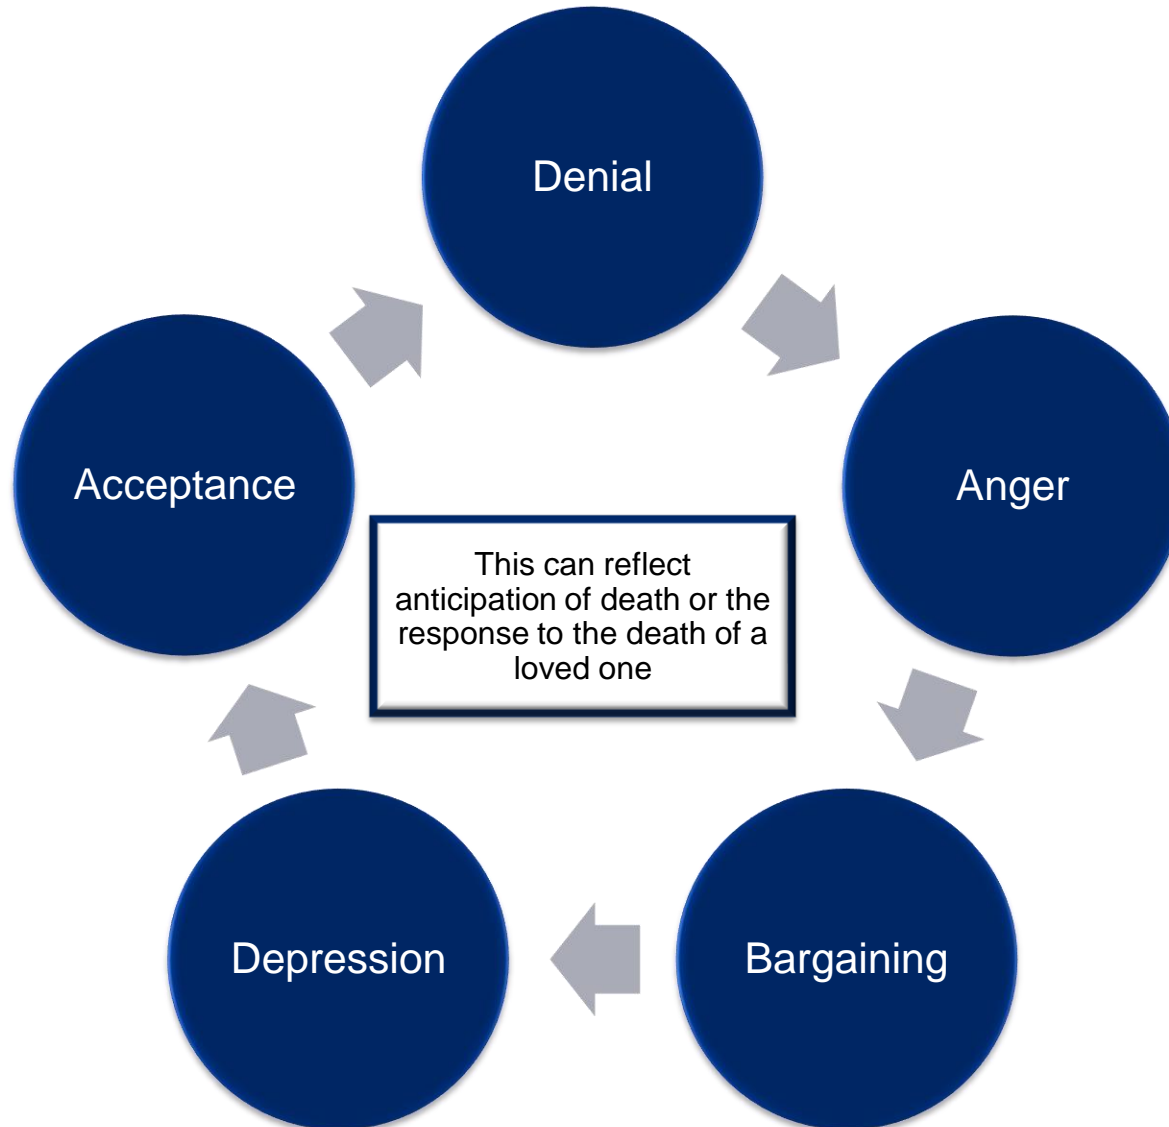 Denial
Anger
Bargaining
Depression
Acceptance
This can reflect
anticipation of death or the
response to the death of a
loved one